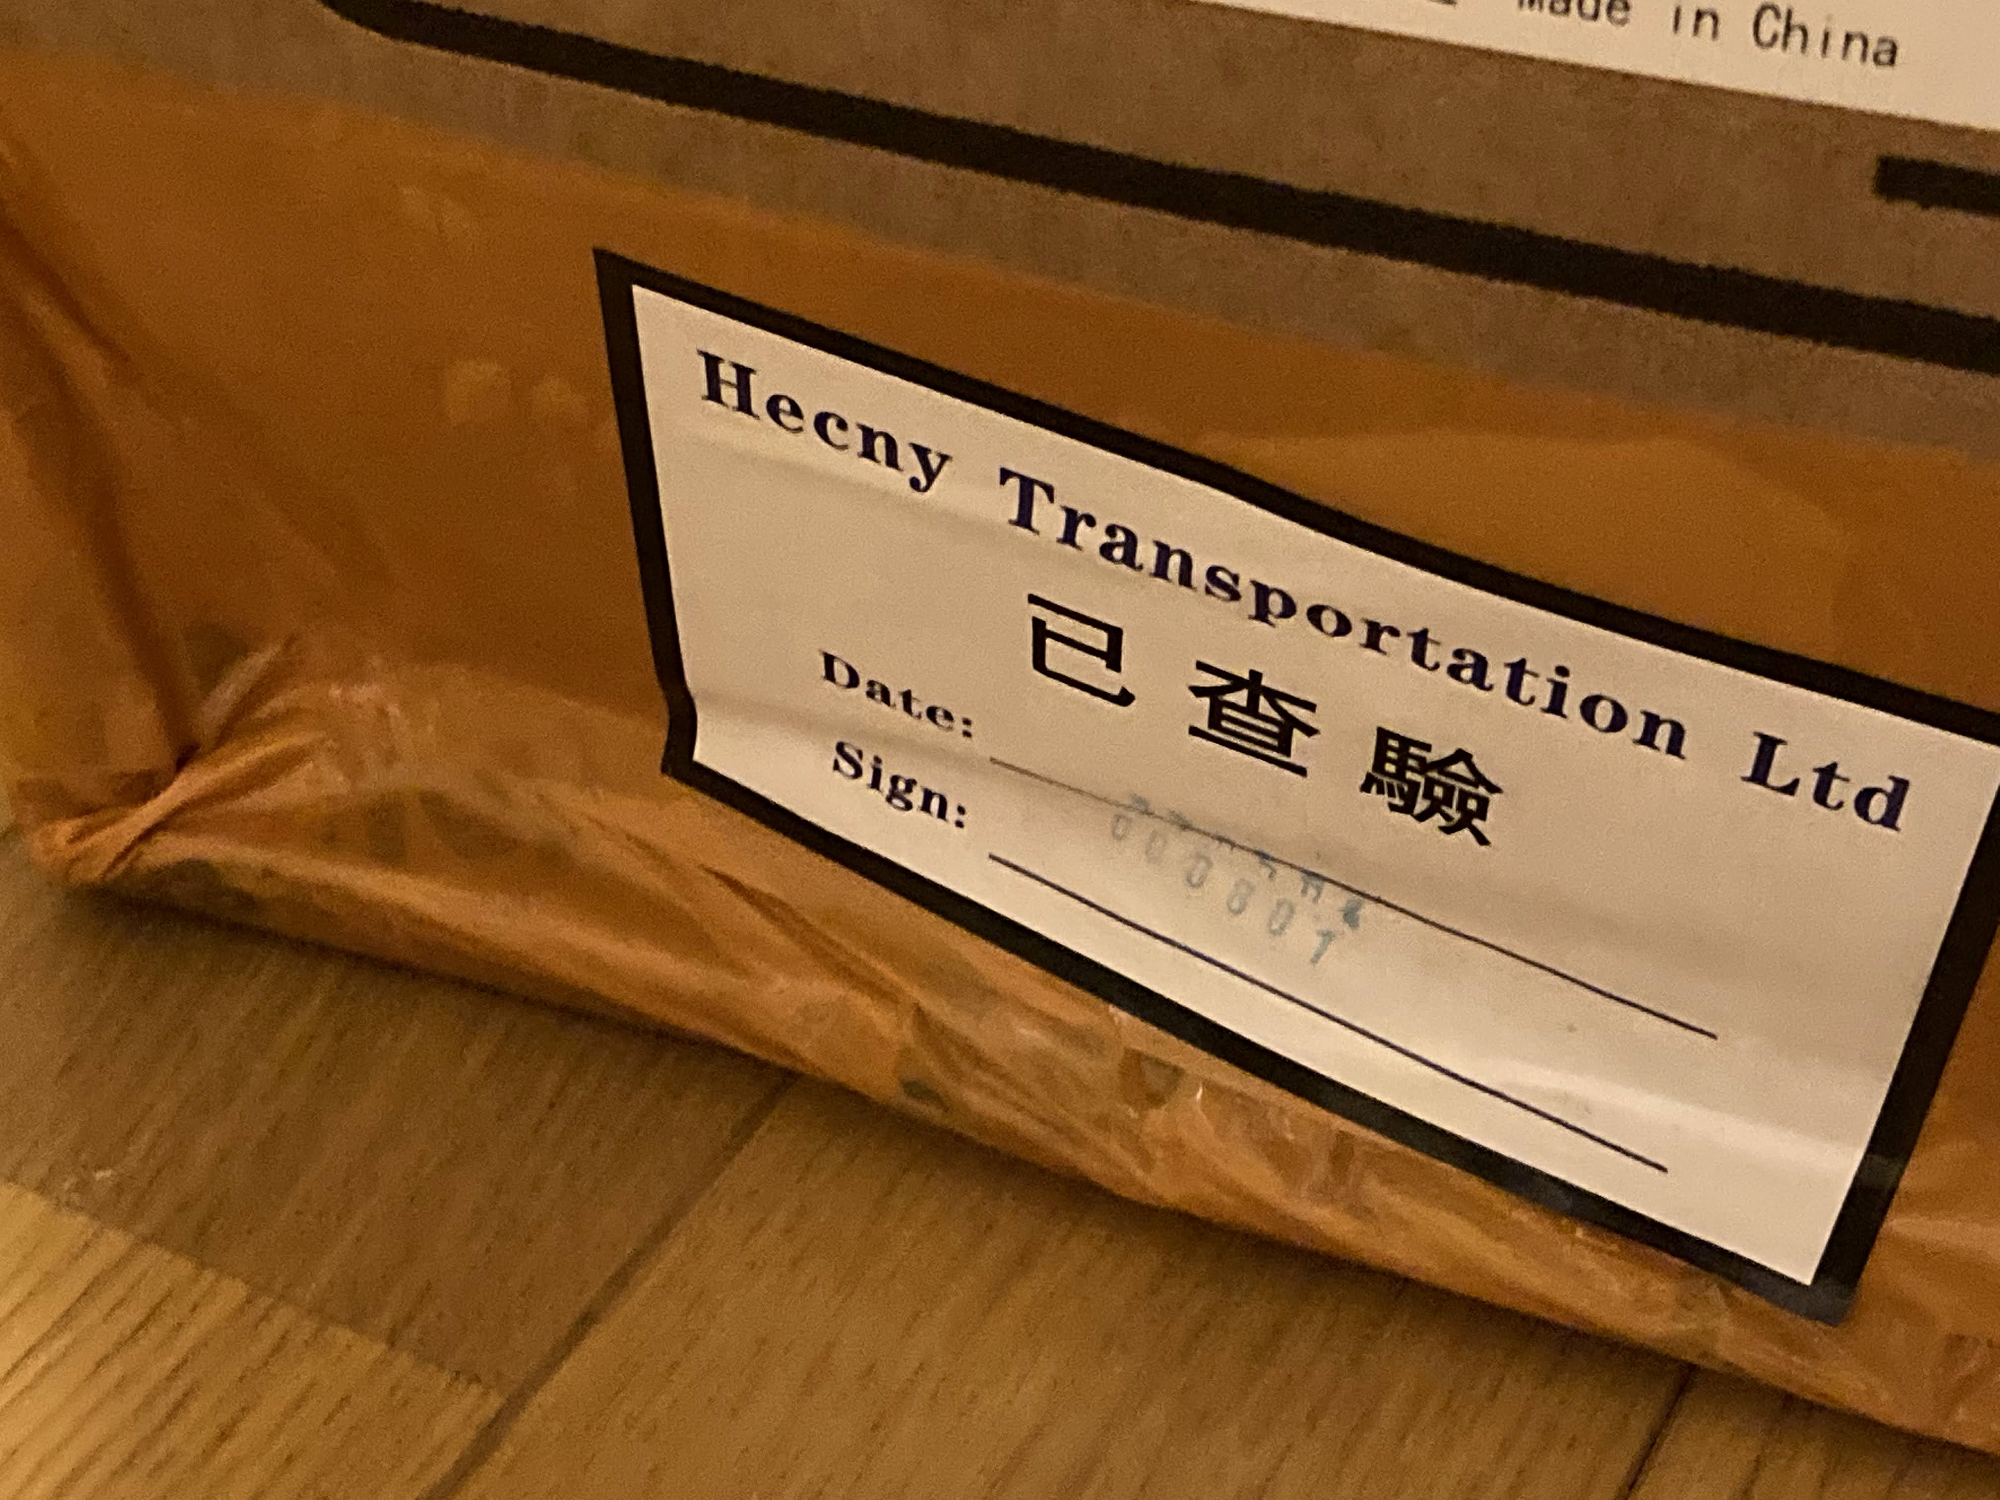 Made in China
Hecny Transportation Ltd
已查驗
Date:
Sign: